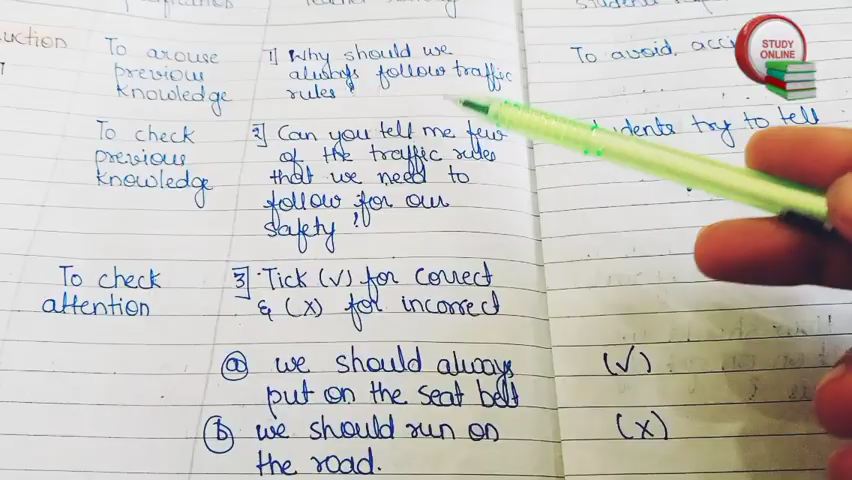 uction
To arouse
previous
knowledge
1] Why should we
always follow traffic
rules?
To avoid acci
STUDY
ONLINE
To check
previous
knowledge
2] Can you tell me few
of the traffic rules
that we need to
follow for our
safety?
dents try to tell
To check
attention
3] Tick (√) for correct
& (X) for incorrect
(a) we should always
put on the seat belt
(√)
(b) we should run on
the road.
(X)